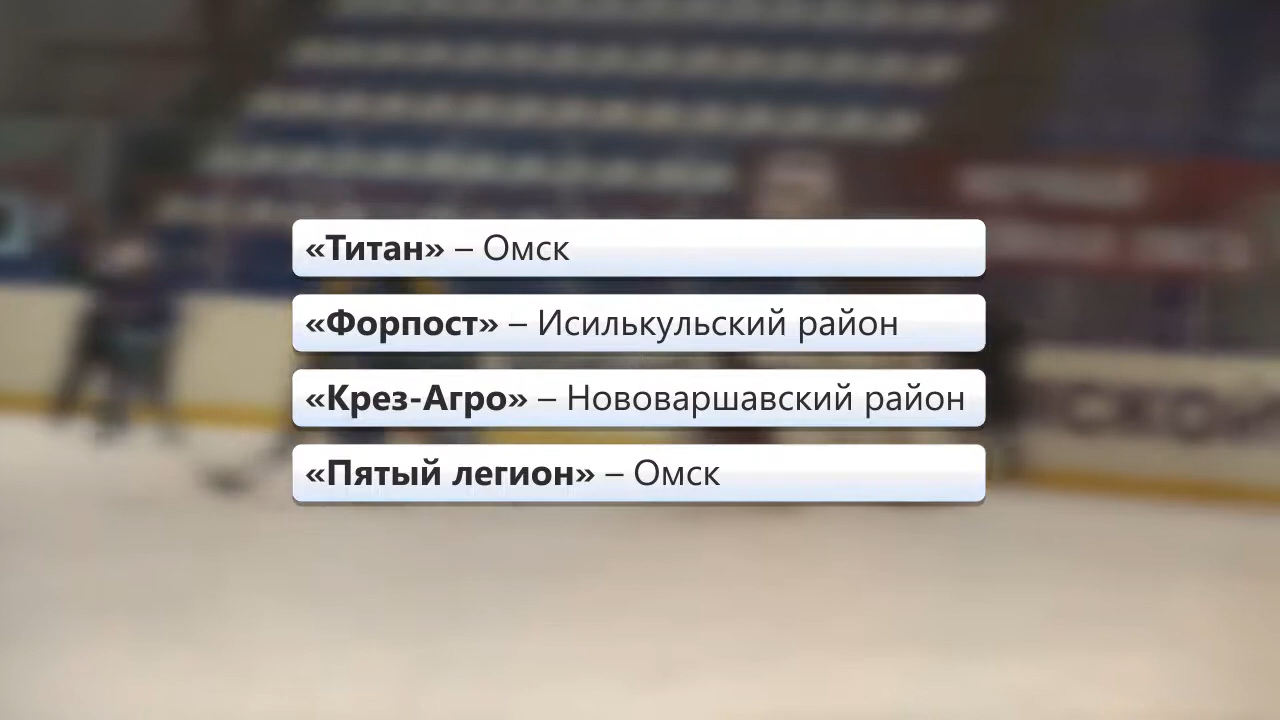 «Титан» – Омск
«Форпост» – Исилькульский район
«Крез-Агро» – Нововаршавский район
«Пятый легион» – Омск